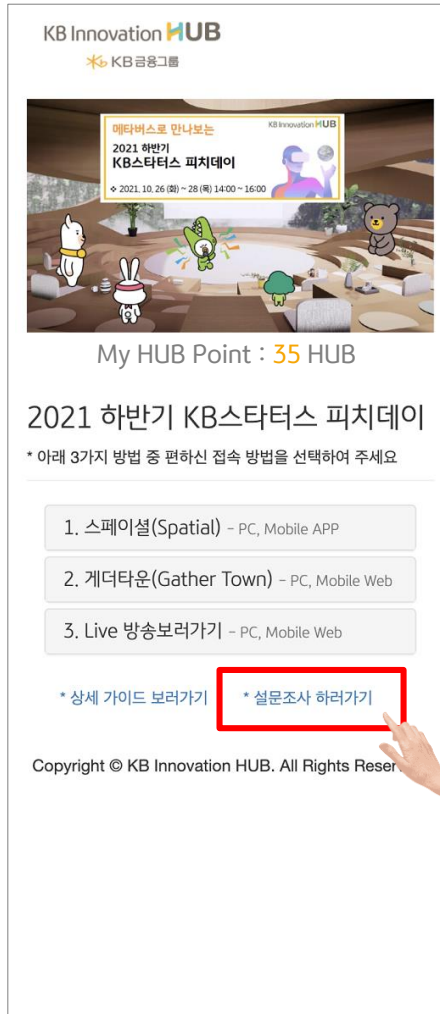 KB Innovation HUB
KB금융그룹
메타버스로 만나보는
KB Innovation HUB
2021 하반기
KB스타터스 피치데이
❖ 2021. 10. 26 (화) ~ 28 (목) 14:00 ~ 16:00
My HUB Point : 35 HUB
2021 하반기 KB스타터스 피치데이
* 아래 3가지 방법 중 편하신 접속 방법을 선택하여 주세요
1. 스페이셜(Spatial) – PC, Mobile APP
2. 게더타운(Gather Town) – PC, Mobile Web
3. Live 방송보러가기 – PC, Mobile Web
* 상세 가이드 보러가기 * 설문조사 하러가기
Copyright © KB Innovation HUB. All Rights Reser